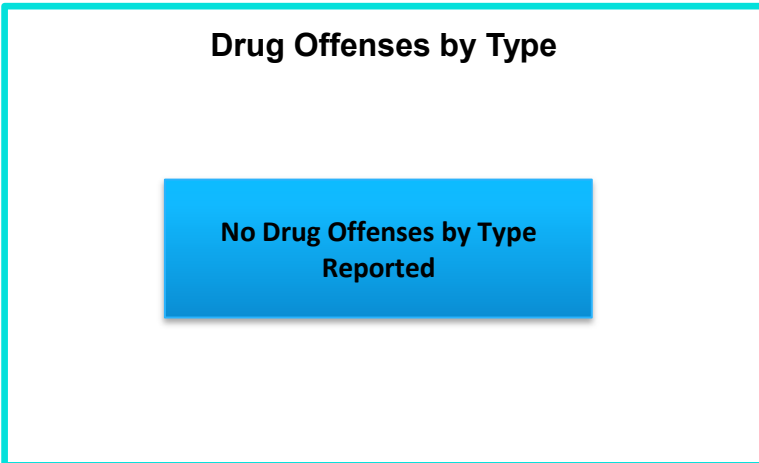 Drug Offenses by Type
No Drug Offenses by Type
Reported